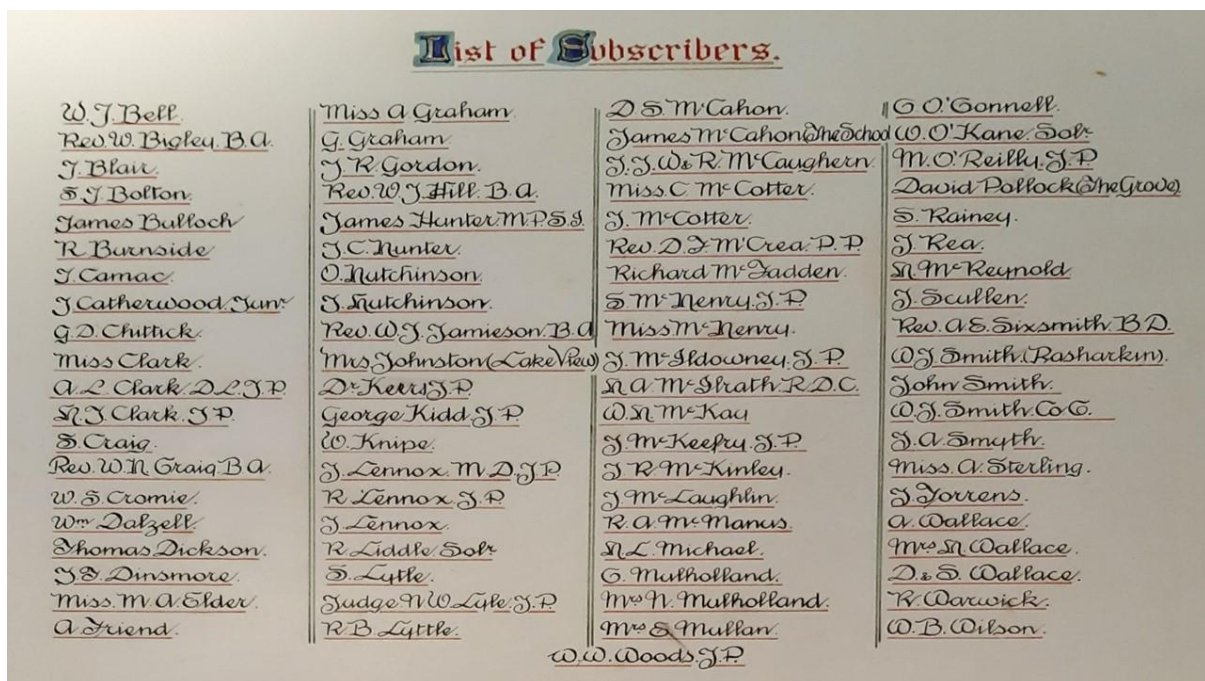 List of Subscribers.
W. J. Bell.
Rev. W. Bigley. B.A.
J. Blair.
S. J. Bolton.
James Bulloch
R. Burnside
J. Camac.
J Catherwood. Junr
G. D. Chittick.
Miss Clark.
A. L. Clark. D.L. J.P.
H. J. Clark. J.P.
S. Craig.
Rev. W. H. Craig B A.
W. S. Cromie.
Wm Dalzell
Thomas Dickson.
J. S. Dinsmore.
Miss. M. A. Elder.
A Friend.
Miss A Graham.
G. Graham.
J. R. Gordon.
Rev. W. J. Hill. B.A.
James Hunter. M.P.S.I.
J. C. Hunter.
O. Hutchinson.
J. Hutchinson.
Rev. W. J. Jamieson. B.A
Mrs Johnston (Lake View)
Dr Kerrs J.P.
George Kidd J.P.
W. Knipe.
J. Lennox. M.D. J.P
R. Lennox. J.P
J. Lennox.
R. Liddle Solr
S. Lytle.
Judge. W W Lyle. J.P
R B. Lyttle.
D. S. McCahon.
James McCahon (The School
J. J. W. & R. McCaughern.
Miss. C. McCotter.
J. McCotter.
Rev. D. J. McCrea. P.P.
Richard McFadden.
S. McHenry. J.P.
Miss McHenry.
J. McIldowney. J.P.
H A McIlrath. R.D.C.
W. H McKay
J. McKeefry. J.P.
J R McKinley.
J McLaughlin.
R. A. McManus.
H L. Michael.
G. Mulholland.
Mrs H. Mulholland.
Mrs S Mullan.
C O'Connell.
W. O'Kane. Solr
M. O'Reilly. J.P
David Pollock (The Grove)
S. Rainey.
J. Rea.
H. McReynold
J. Scullen.
Rev. A S. Sixsmith. B D.
W J. Smith. (Rasharkin).
John Smith.
W. J. Smith. Co C.
J. A. Smyth.
Miss. A. Sterling.
J Torrens.
A. Wallace.
Mrs H Wallace.
D. & S. Wallace.
R. Warwick.
W. B. Wilson.
W. W. Woods. J.P.